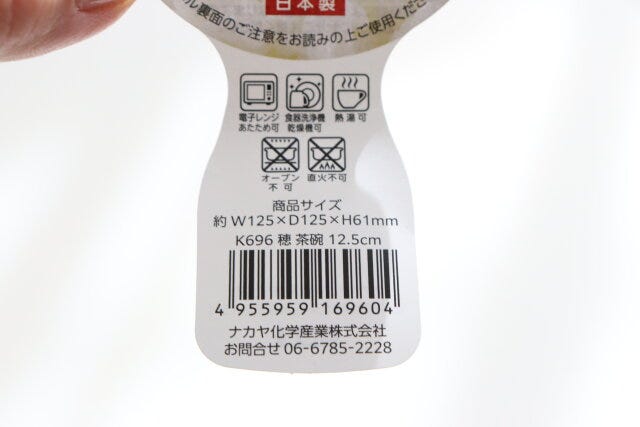 日本製
ル裏面のご注意をお読みの上ご使用くださ
電子レンジ
あたため可
食器洗浄機
乾燥機可
熱湯可
オーブン
不可
直火不可
商品サイズ
約 W125×D125×H61mm
K696 穂 茶碗 12.5cm
4 955959 169604
ナカヤ化学産業株式会社
お問合せ 06-6785-2228